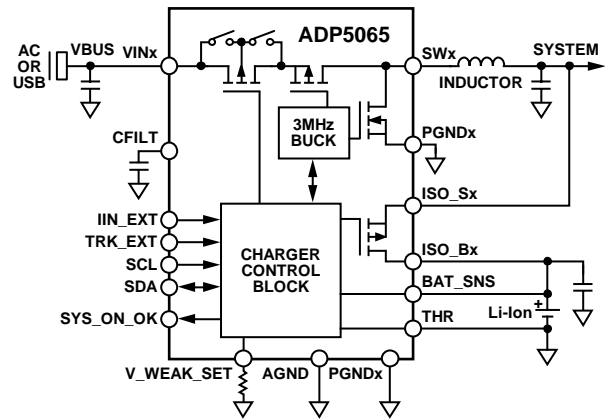 ADP5065
AC
OR
USB
VBUS
VINx
SWx
SYSTEM
INDUCTOR
3MHz
BUCK
PGNDx
CFILT
ISO_Sx
IIN_EXT
TRK_EXT
SCL
SDA
SYS_ON_OK
CHARGER
CONTROL
BLOCK
ISO_Bx
BAT_SNS
Li-Ion
+
THR
V_WEAK_SET
AGND
PGNDx